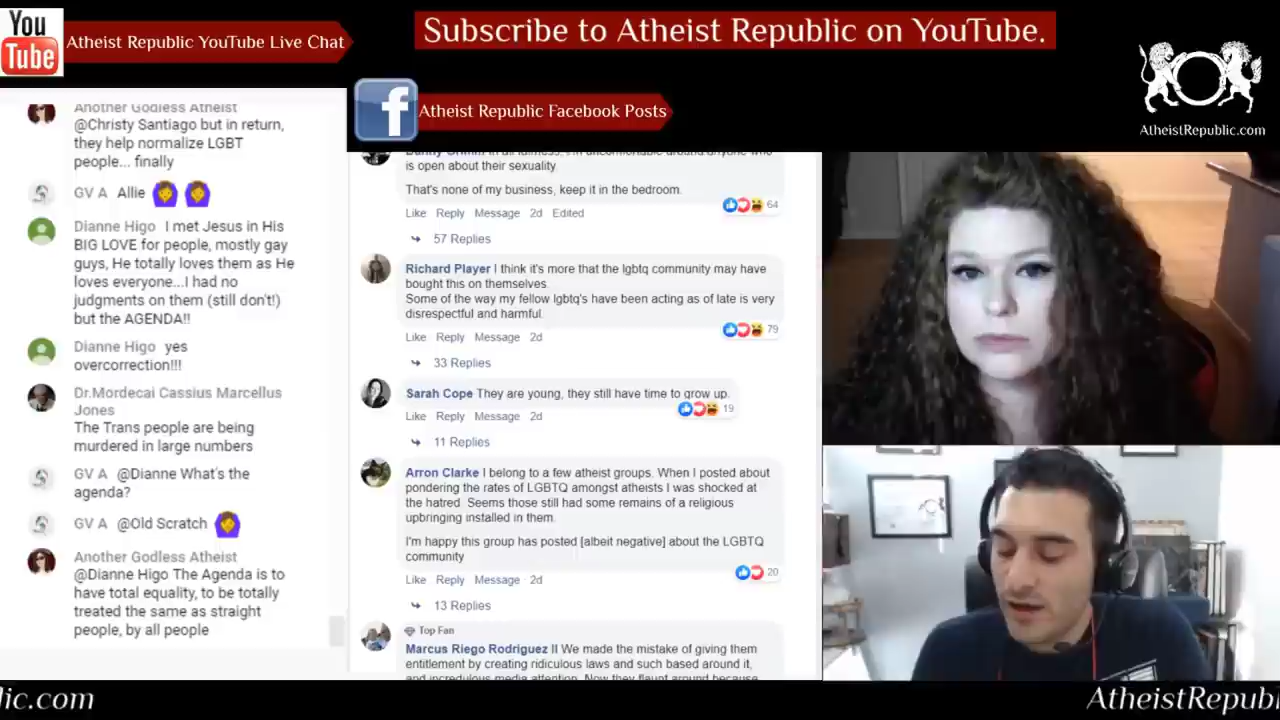 You
Tube
Atheist Republic YouTube Live Chat
Subscribe to Atheist Republic on YouTube.
Atheist Republic Facebook Posts
AtheistRepublic.com
Another Godless Atheist
@Christy Santiago but in return,
they help normalize LGBT
people... finally
GV A Allie
Dianne Higo I met Jesus in His
BIG LOVE for people, mostly gay
guys, He totally loves them as He
loves everyone...I had no
judgments on them (still don't!)
but the AGENDA!!
Dianne Higo yes
overcorrection!!!
Dr.Mordecai Cassius Marcellus
Jones
The Trans people are being
murdered in large numbers
GV A @Dianne What's the
agenda?
GV A @Old Scratch
Another Godless Atheist
@Dianne Higo The Agenda is to
have total equality, to be totally
treated the same as straight
people, by all people
is open about their sexuality.
That's none of my business, keep it in the bedroom.
Like Reply Message 2d Edited
64
57 Replies
Richard Player I think it's more that the lgbtq community may have
bought this on themselves.
Some of the way my fellow lgbtq's have been acting as of late is very
disrespectful and harmful.
Like Reply Message 2d
79
33 Replies
Sarah Cope They are young, they still have time to grow up.
Like Reply Message 2d
19
11 Replies
Arron Clarke I belong to a few atheist groups. When I posted about
pondering the rates of LGBTQ amongst atheists I was shocked at
the hatred. Seems those still had some remains of a religious
upbringing installed in them.
I'm happy this group has posted [albeit negative] about the LGBTQ
community
Like Reply Message 2d
20
13 Replies
Top Fan
Marcus Riego Rodriguez II We made the mistake of giving them
entitlement by creating ridiculous laws and such based around it,
and incredulous media attention. Now they flaunt around because
lic.com
AtheistRepubl